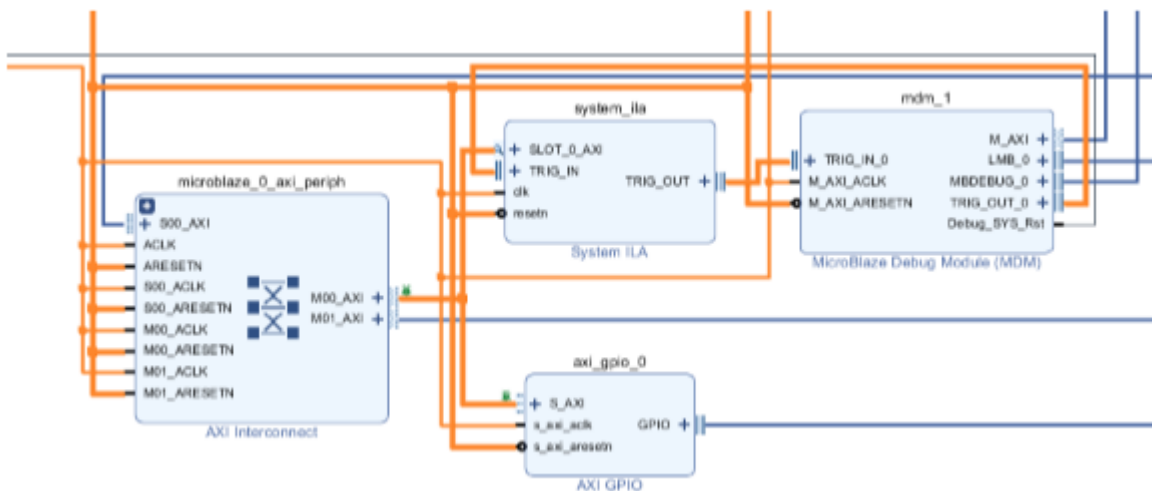 system_ila
SLOT_0_AXI
TRIG_IN
clk
resetn
TRIG_OUT
System ILA
mdm_1
TRIG_IN_0
M_AXI_ACLK
M_AXI_ARESETN
M_AXI
LMB_0
MBDEBUG_0
TRIG_OUT_0
Debug_SYS_Rst
MicroBlaze Debug Module (MDM)
microblaze_0_axi_periph
S00_AXI
ACLK
ARESETN
S00_ACLK
S00_ARESETN
M00_ACLK
M00_ARESETN
M01_ACLK
M01_ARESETN
M00_AXI
M01_AXI
AXI Interconnect
axi_gpio_0
S_AXI
s_axi_aclk
s_axi_aresetn
GPIO
AXI GPIO